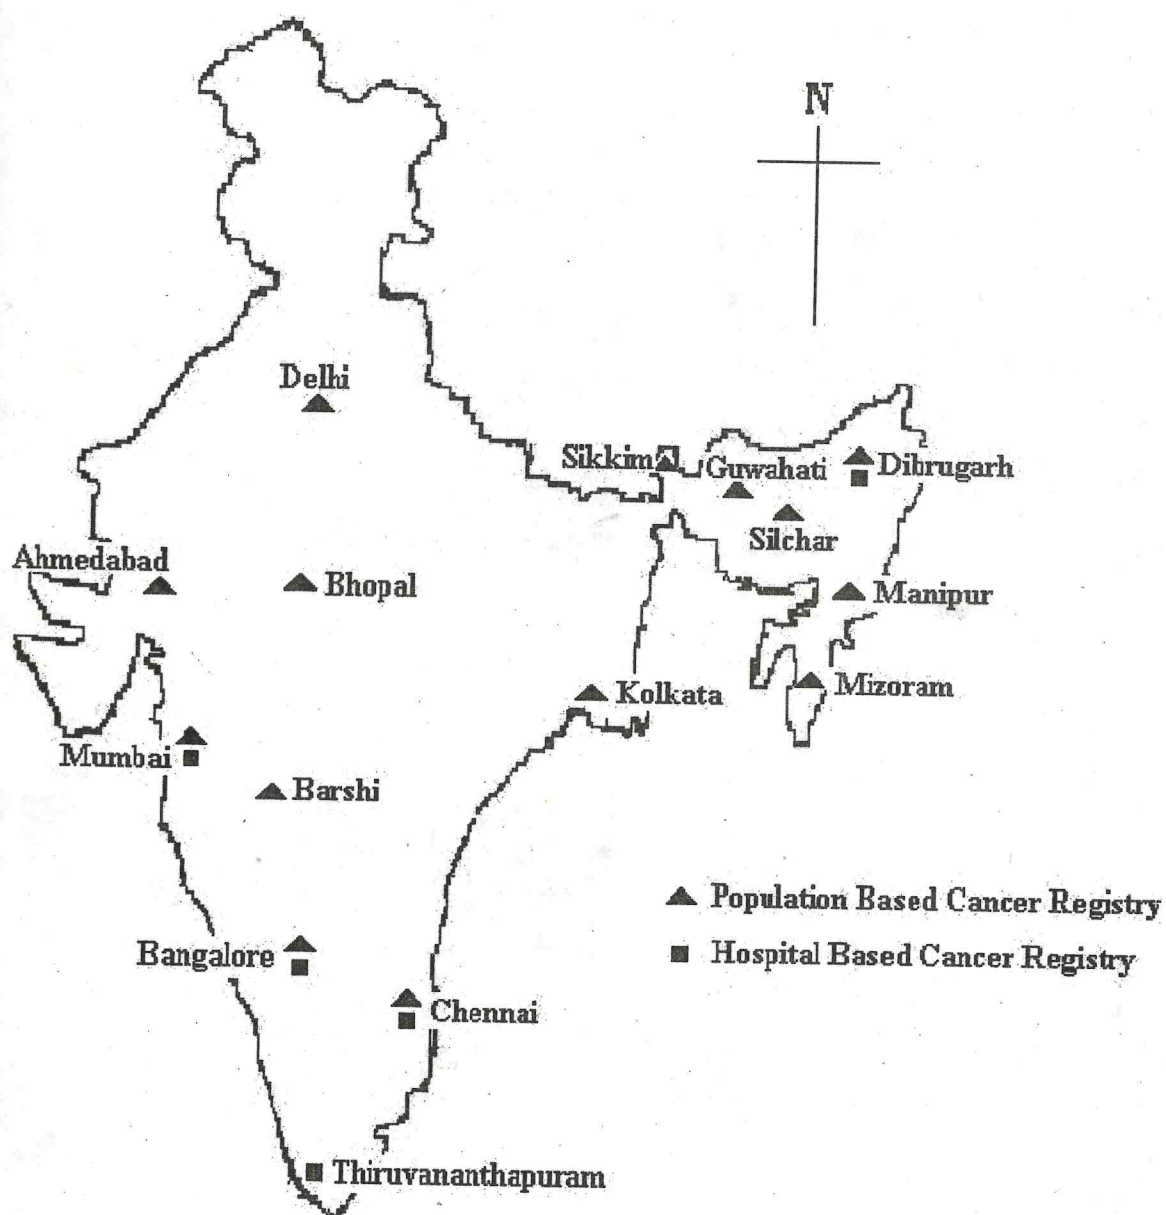 N
Delhi
Sikkim
Guwahati
Dibrugarh
Silchar
Ahmedabad
Bhopal
Manipur
Kolkata
Mizoram
Mumbai
Barshi
Population Based Cancer Registry
Bangalore
Hospital Based Cancer Registry
Chennai
Thiruvananthapuram